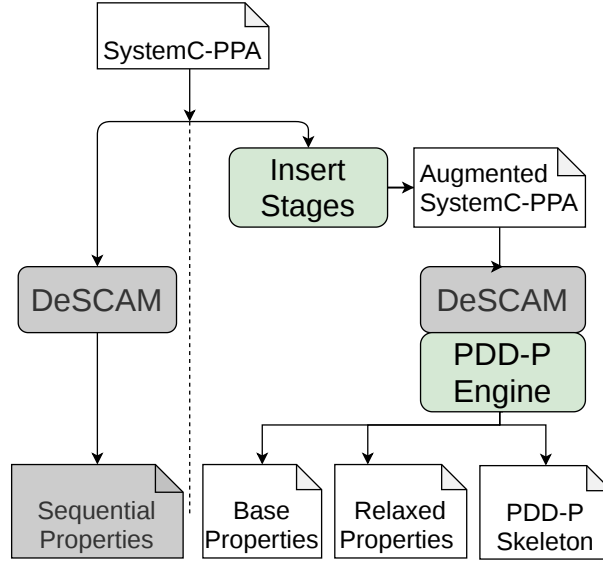 SystemC-PPA
Insert
Stages
Augmented
SystemC-PPA
DeSCAM
DeSCAM
PDD-P
Engine
Sequential
Properties
Base
Properties
Relaxed
Properties
PDD-P
Skeleton